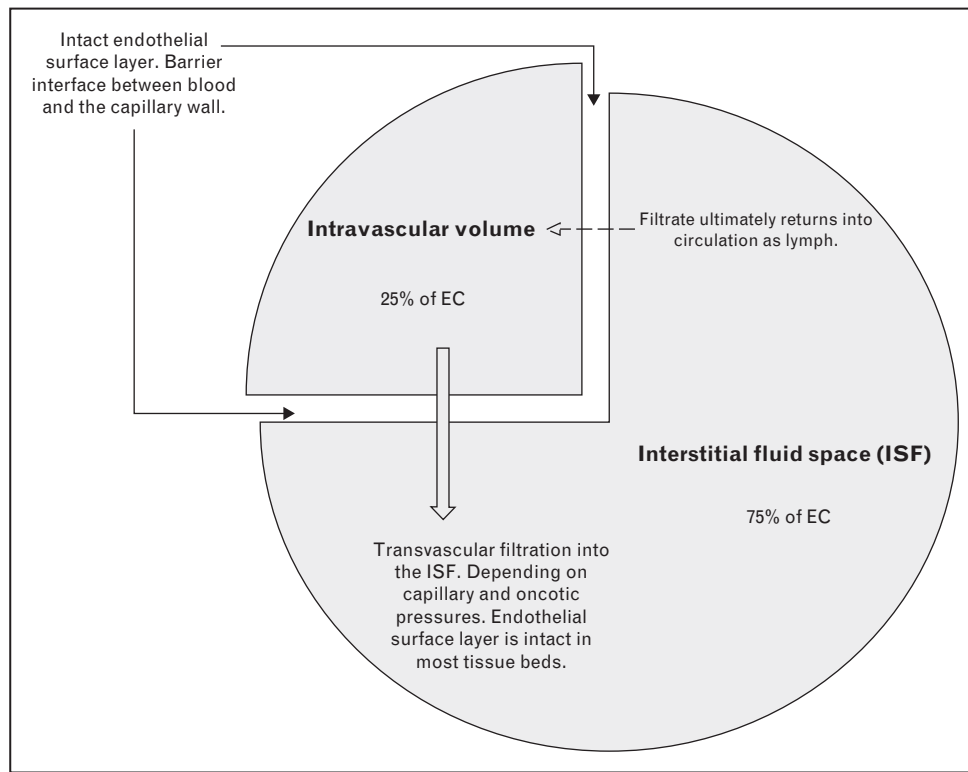 Intact endothelial
surface layer. Barrier
interface between blood
and the capillary wall.
Intravascular volume
25% of EC
Filtrate ultimately returns into
circulation as lymph.
Interstitial fluid space (ISF)
75% of EC
Transvascular filtration into
the ISF. Depending on
capillary and oncotic
pressures. Endothelial
surface layer is intact in
most tissue beds.